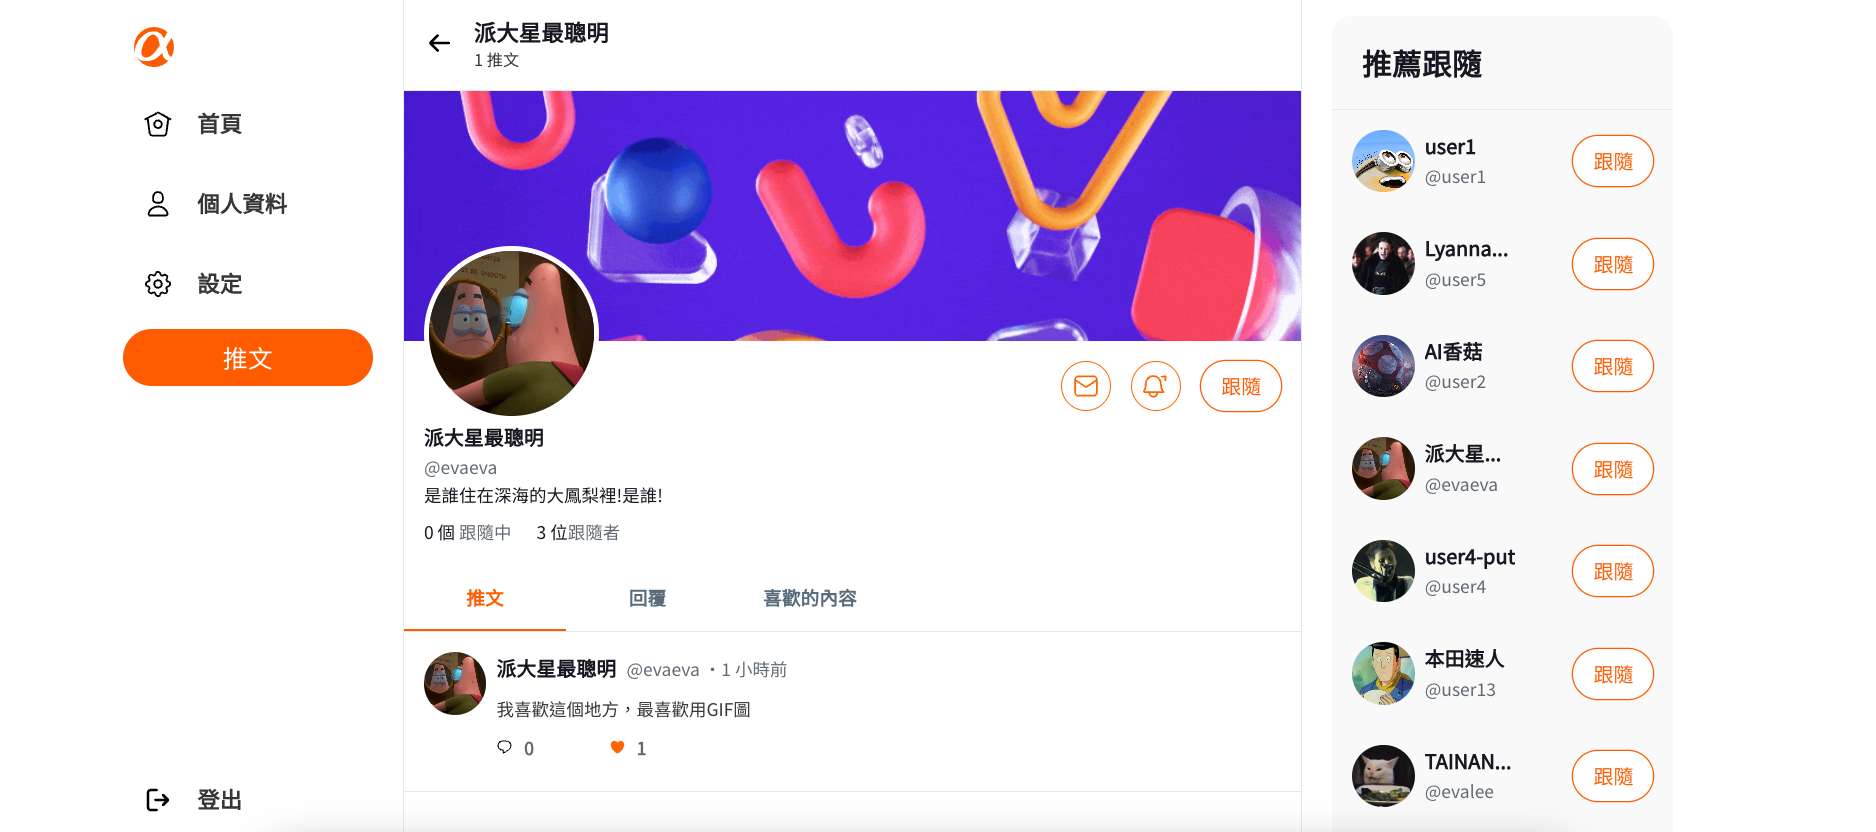 首頁
個人資料
設定
推文
登出
派大星最聰明
1 推文
派大星最聰明
@evaeva
是誰住在深海的大鳳梨裡!是誰!
0 個 跟隨中 3 位跟隨者
跟隨
推文 回覆 喜歡的內容
派大星最聰明 @evaeva ・1 小時前
我喜歡這個地方，最喜歡用GIF圖
0 1
推薦跟隨
user1
@user1
跟隨
Lyanna...
@user5
跟隨
AI香菇
@user2
跟隨
派大星...
@evaeva
跟隨
user4-put
@user4
跟隨
本田速人
@user13
跟隨
TAINAN...
@evalee
跟隨